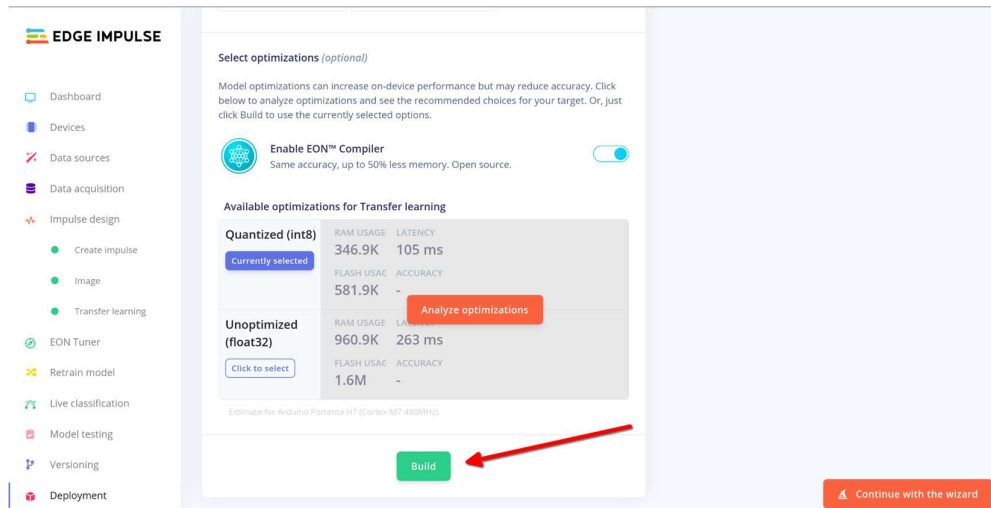 EDGE IMPULSE
Dashboard
Devices
Data sources
Data acquisition
Impulse design
Create impulse
Image
Transfer learning
EON Tuner
Retrain model
Live classification
Model testing
Versioning
Deployment
Select optimizations (optional)
Model optimizations can increase on-device performance but may reduce accuracy. Click
below to analyze optimizations and see the recommended choices for your target. Or, just
click Build to use the currently selected options.
Enable EON™ Compiler
Same accuracy, up to 50% less memory. Open source.
Available optimizations for Transfer learning
Quantized (int8)
Currently selected
RAM USAGE LATENCY
346.9K 105 ms
FLASH USAG ACCURACY
581.9K -
Analyze optimizations
Unoptimized
(float32)
Click to select
RAM USAGE
960.9K 263 ms
FLASH USAG ACCURACY
1.6M -
Estimate for Arduino Portenta H7 (Cortex-M7 480MHz).
Build
Continue with the wizard